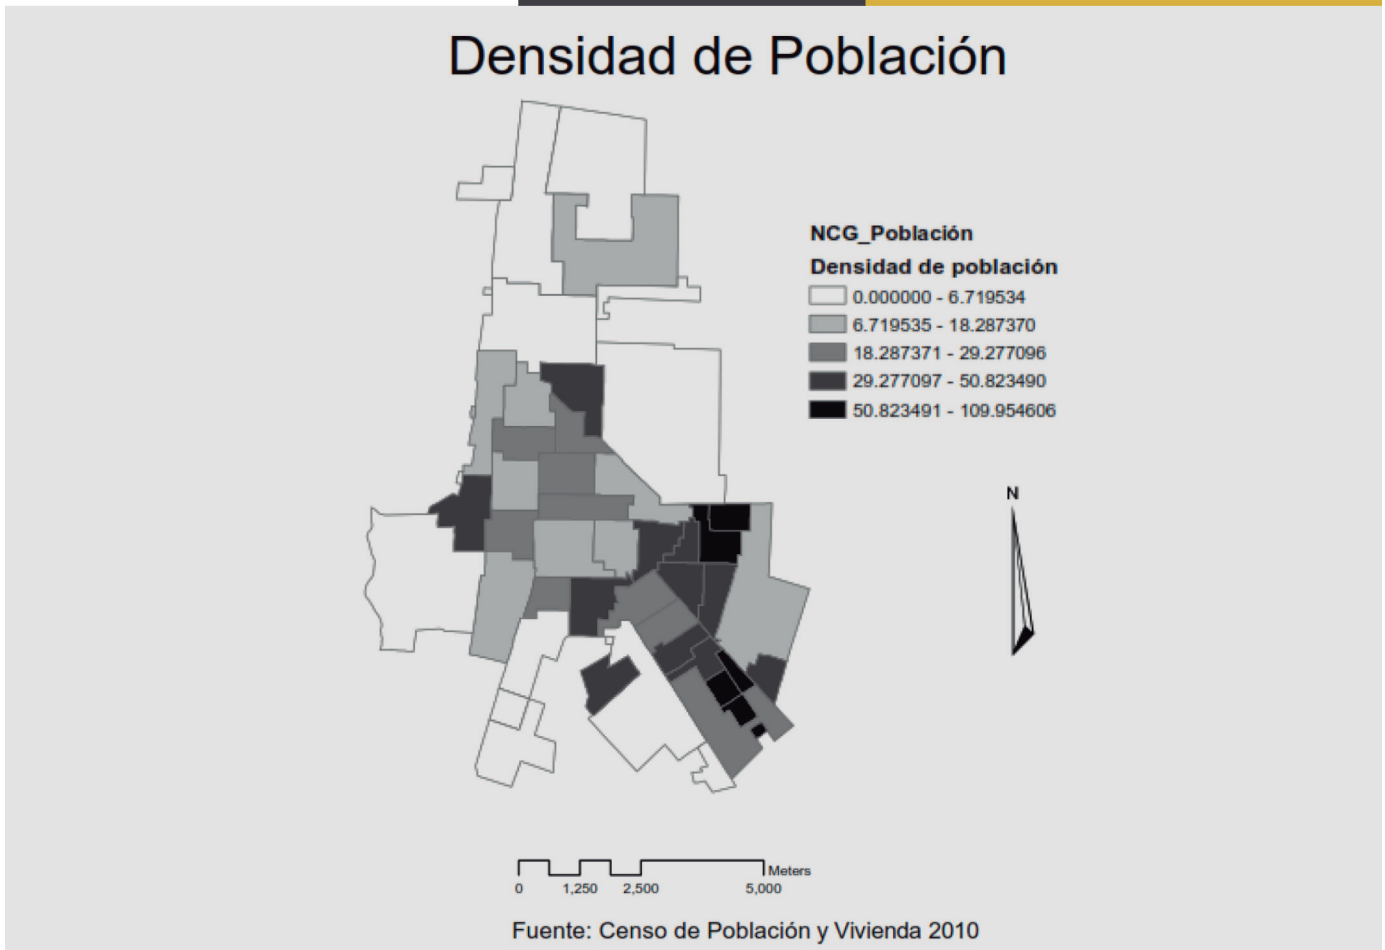 Densidad de Población
NCG_Población
Densidad de población
0.000000 - 6.719534
6.719535 - 18.287370
18.287371 - 29.277096
29.277097 - 50.823490
50.823491 - 109.954606
N
Meters
0 1,250 2,500 5,000
Fuente: Censo de Población y Vivienda 2010